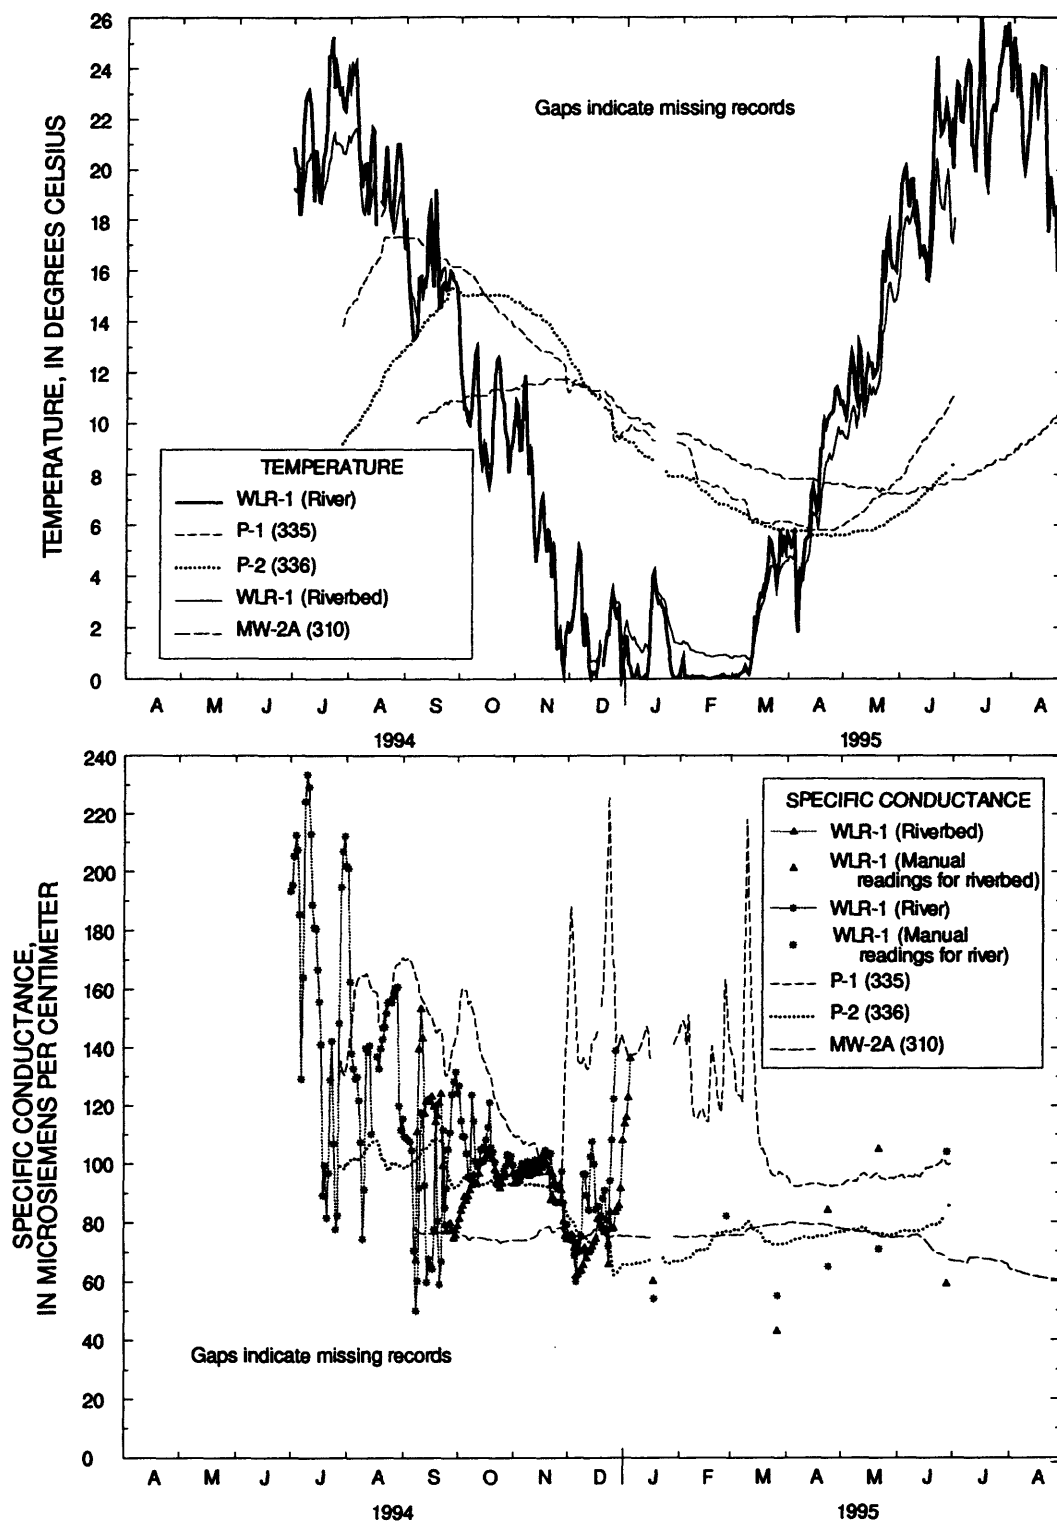 26
24
22
20
18
16
14
12
10
8
6
4
2
0
TEMPERATURE, IN DEGREES CELSIUS
Gaps indicate missing records
TEMPERATURE
WLR-1 (River)
P-1 (335)
P-2 (336)
WLR-1 (Riverbed)
MW-2A (310)
A M J J A S O N D J F M A M J J A
1994 1995
240
220
200
180
160
140
120
100
80
60
40
20
0
SPECIFIC CONDUCTANCE,
IN MICROSIEMENS PER CENTIMETER
SPECIFIC CONDUCTANCE
WLR-1 (Riverbed)
WLR-1 (Manual
readings for riverbed)
WLR-1 (River)
WLR-1 (Manual
readings for river)
P-1 (335)
P-2 (336)
MW-2A (310)
Gaps indicate missing records
A M J J A S O N D J F M A M J J A
1994 1995